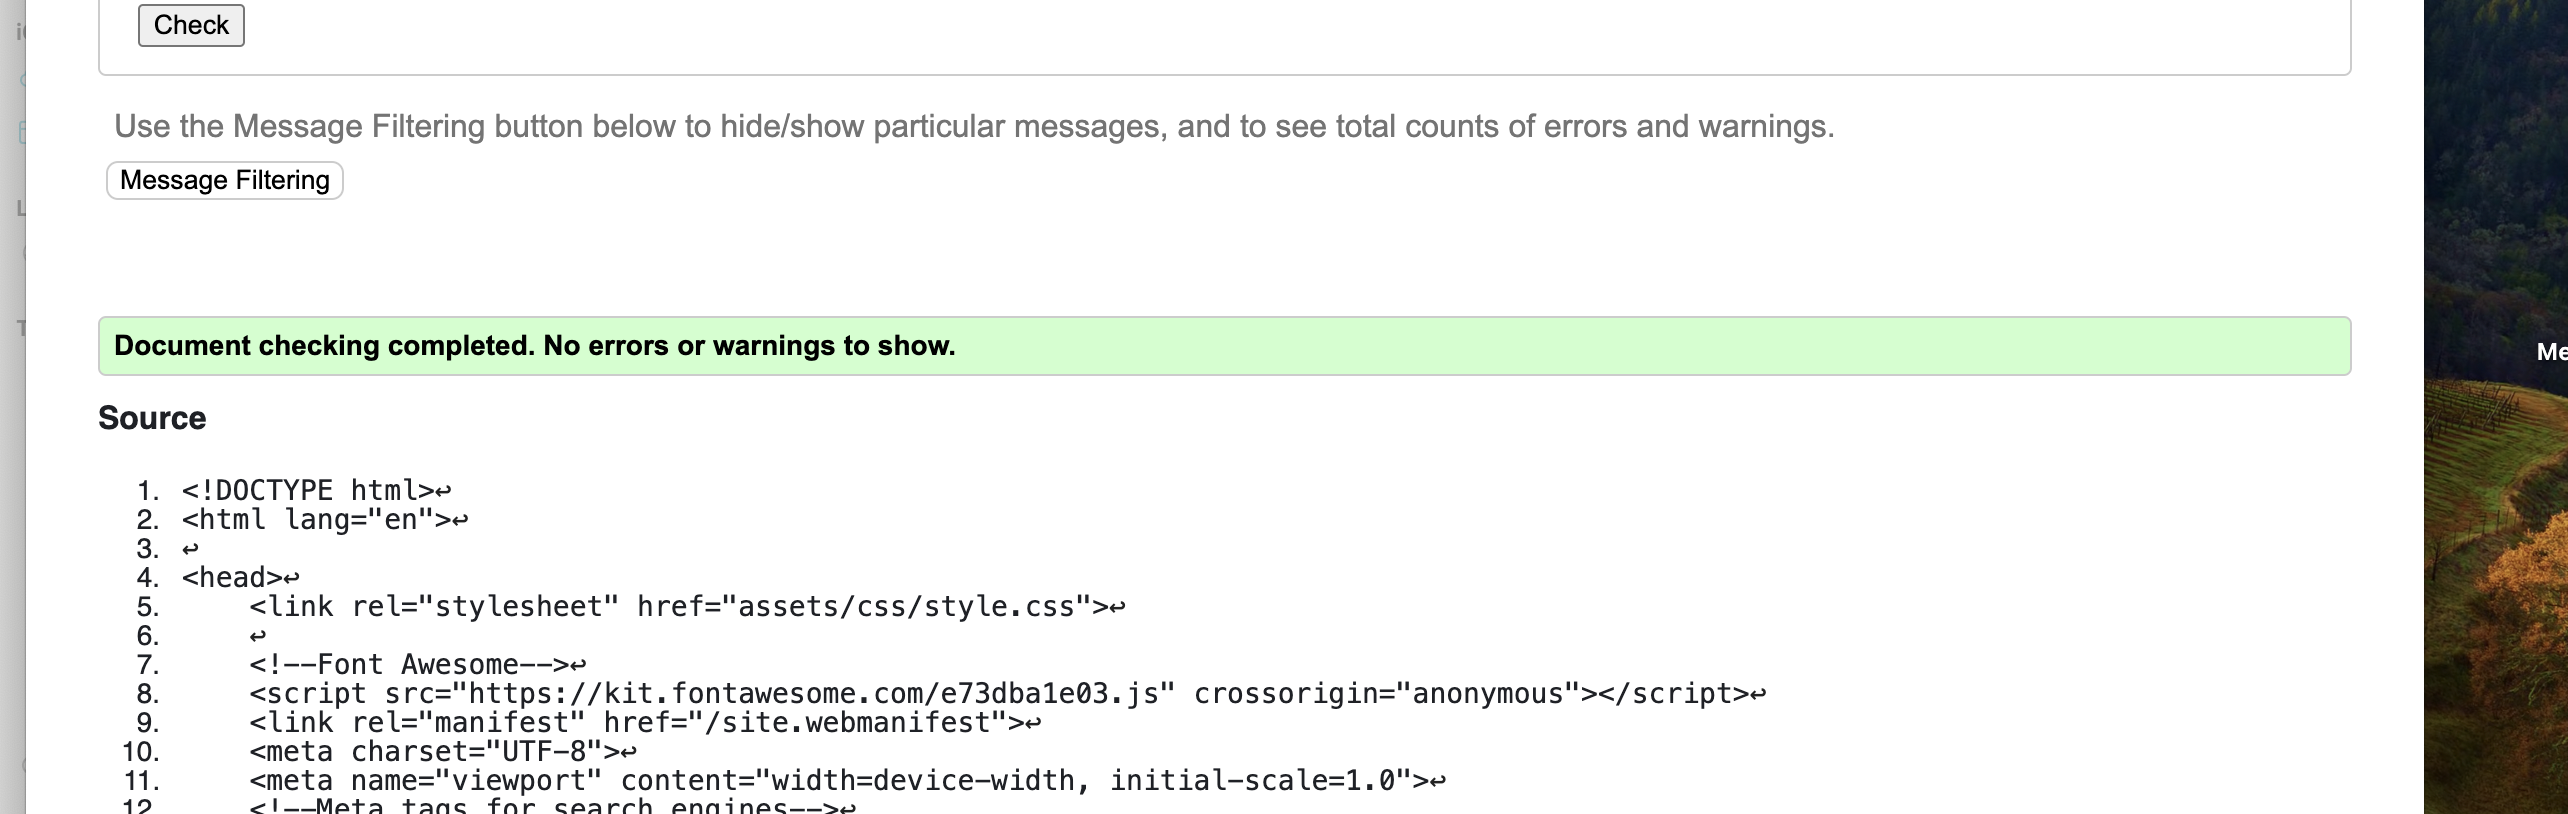 Check
Use the Message Filtering button below to hide/show particular messages, and to see total counts of errors and warnings.
Message Filtering
Document checking completed. No errors or warnings to show.
Source
1. <!DOCTYPE html>↩
2. <html lang="en">↩
3. ↩
4. <head>↩
5. <link rel="stylesheet" href="assets/css/style.css">↩
6. ↩
7. <!--Font Awesome-->↩
8. <script src="https://kit.fontawesome.com/e73dba1e03.js" crossorigin="anonymous"></script>↩
9. <link rel="manifest" href="/site.webmanifest">↩
10. <meta charset="UTF-8">↩
11. <meta name="viewport" content="width=device-width, initial-scale=1.0">↩
12. <!--Meta tags for search engines-->↩